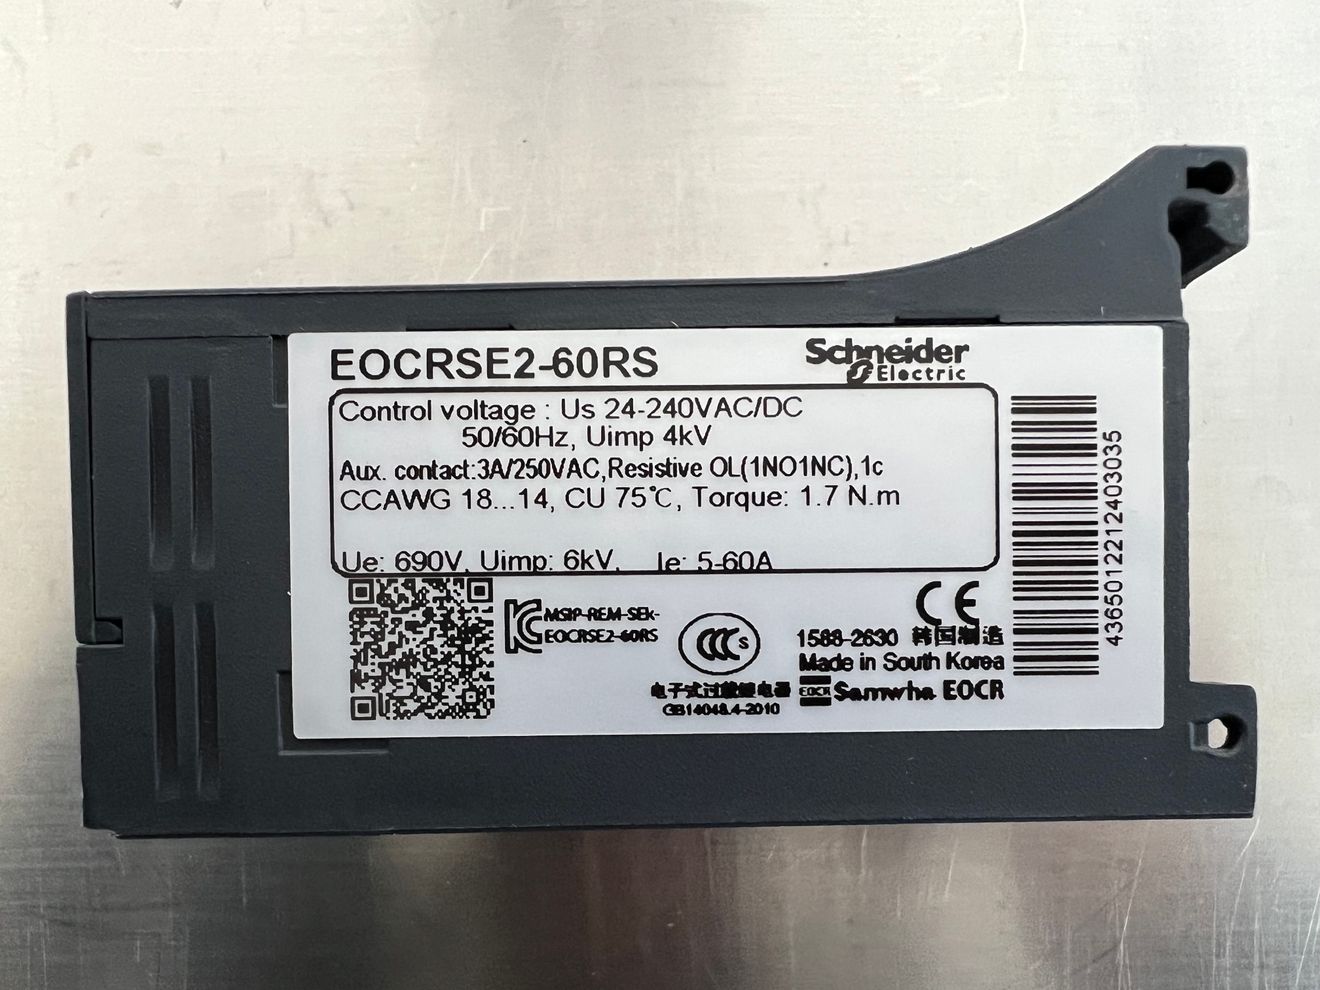 EOCRSE2-60RS
Schneider
Electric
Control voltage : Us 24-240VAC/DC
50/60Hz, Uimp 4kV
Aux. contact:3A/250VAC,Resistive OL(1NO1NC),1c
CCAWG 18...14, CU 75℃, Torque: 1.7 N.m
Ue: 690V, Uimp: 6kV, Ie: 5-60A
MSIP-REM-SEk-
EOCRSE2-60RS
CCC S
电子式过载继电器
GB14048.4-2010
CE
1588-2630 韩国制造
Made in South Korea
EOCR Samwha EOCR
4365012212403035